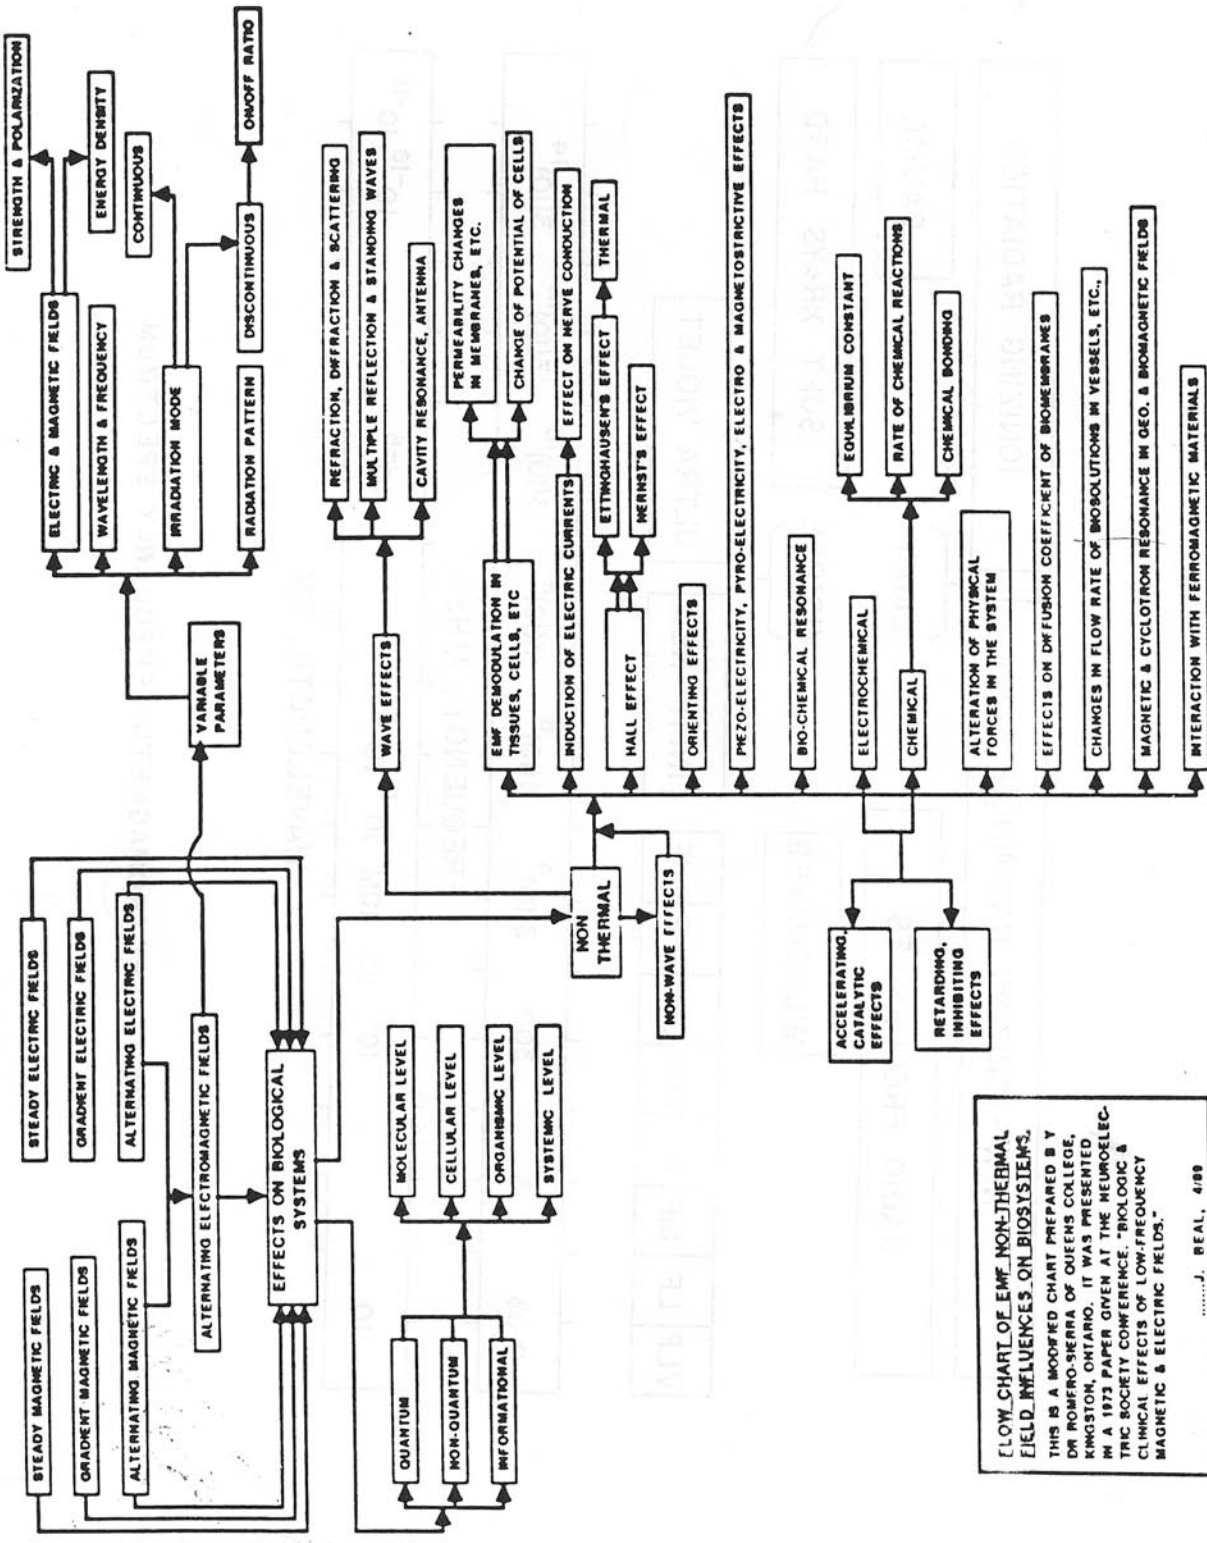 STEADY MAGNETIC FIELDS
GRADIENT MAGNETIC FIELDS
ALTERNATING MAGNETIC FIELDS
STEADY ELECTRIC FIELDS
GRADIENT ELECTRIC FIELDS
ALTERNATING ELECTRIC FIELDS
ALTERNATING ELECTROMAGNETIC FIELDS
EFFECTS ON BIOLOGICAL
SYSTEMS
VARIABLE
PARAMETERS
ELECTRIC & MAGNETIC FIELDS
STRENGTH & POLARIZATION
ENERGY DENSITY
WAVELENGTH & FREQUENCY
IRRADIATION MODE
CONTINUOUS
DISCONTINUOUS
ON/OFF RATIO
RADIATION PATTERN
QUANTUM
NON-QUANTUM
INFORMATIONAL
MOLECULAR LEVEL
CELLULAR LEVEL
ORGANISMIC LEVEL
SYSTEMIC LEVEL
NON
THERMAL
NON-WAVE EFFECTS
WAVE EFFECTS
REFRACTION, DIFFRACTION & SCATTERING
MULTIPLE REFLECTION & STANDING WAVES
CAVITY RESONANCE, ANTENNA
EMF DEMODULATION IN
TISSUES, CELLS, ETC
PERMEABILITY CHANGES
IN MEMBRANES, ETC.
CHANGE OF POTENTIAL OF CELLS
INDUCTION OF ELECTRIC CURRENTS
EFFECT ON NERVE CONDUCTION
HALL EFFECT
ETTINGHAUSEN'S EFFECT
THERMAL
NERNST'S EFFECT
ORIENTING EFFECTS
PIEZO-ELECTRICITY, PYRO-ELECTRICITY, ELECTRO & MAGNETOSTRICTIVE EFFECTS
BIO-CHEMICAL RESONANCE
ELECTROCHEMICAL
CHEMICAL
EQUILIBRIUM CONSTANT
RATE OF CHEMICAL REACTIONS
CHEMICAL BONDING
ACCELERATING,
CATALYTIC
EFFECTS
RETARDING,
INHIBITING
EFFECTS
ALTERATION OF PHYSICAL
FORCES IN THE SYSTEM
EFFECTS ON DIFFUSION COEFFICIENT OF BIOMEMBRANES
CHANGES IN FLOW RATE OF BIOSOLUTIONS IN VESSELS, ETC.,
MAGNETIC & CYCLOTRON RESONANCE IN GEO. & BIOMAGNETIC FIELDS
INTERACTION WITH FERROMAGNETIC MATERIALS
FLOW CHART OF EMF NON-THERMAL
FIELD INFLUENCES ON BIOSYSTEMS.
THIS IS A MODIFIED CHART PREPARED B Y
DR ROMERO-SIERRA OF QUEENS COLLEGE,
KINGSTON, ONTARIO. IT WAS PRESENTED
IN A 1973 PAPER GIVEN AT THE NEUROELEC-
TRIC SOCIETY CONFERENCE. "BIOLOGIC &
CLINICAL EFFECTS OF LOW-FREQUENCY
MAGNETIC & ELECTRIC FIELDS."
........J. BEAL, 4/89